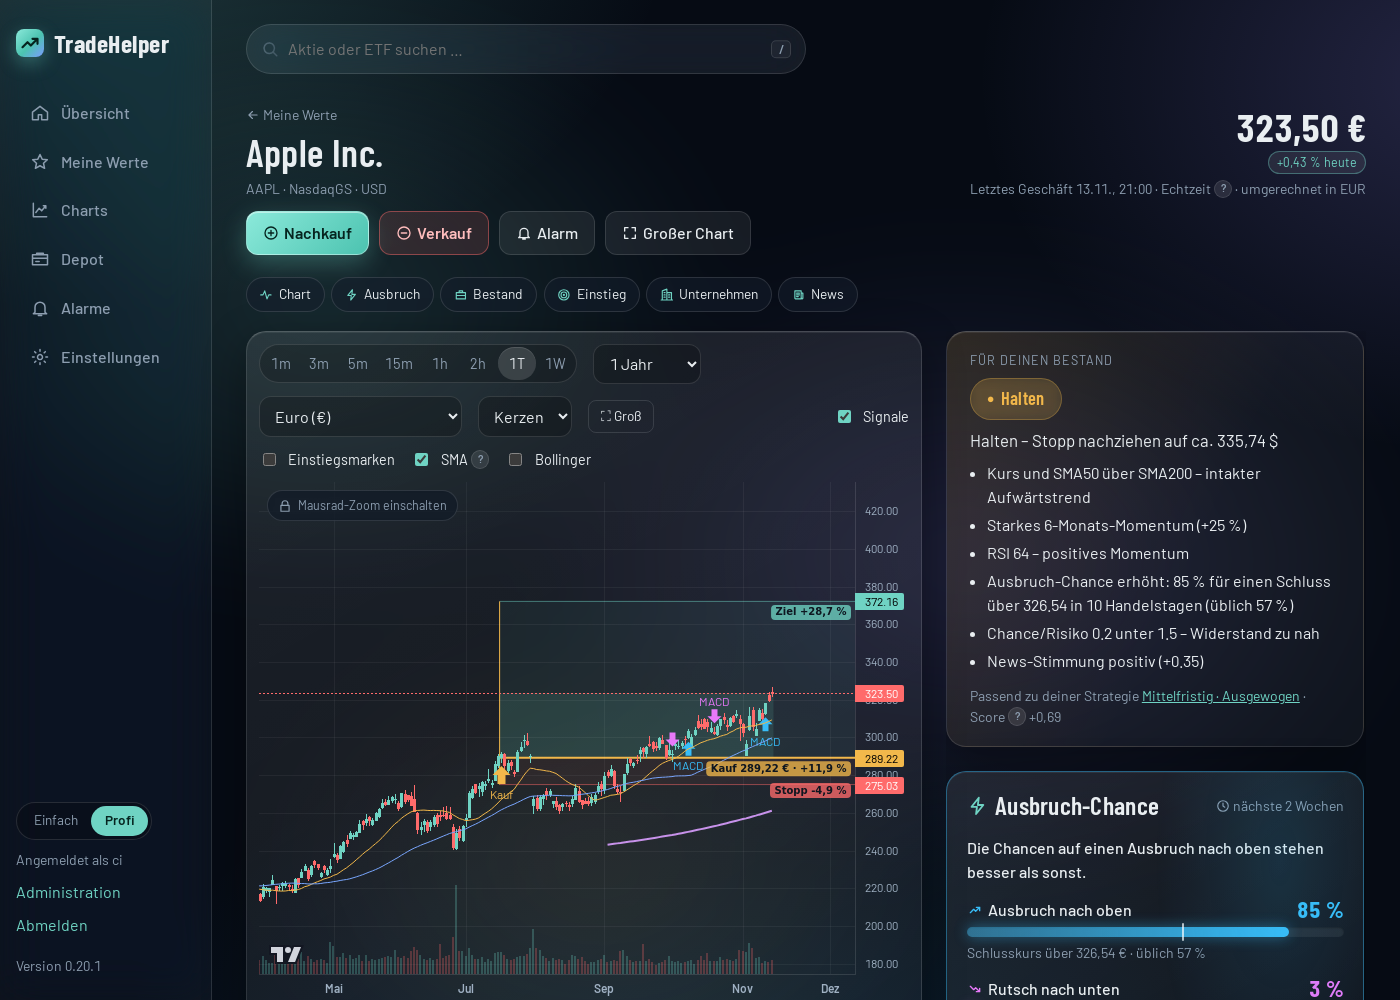 TradeHelper
Aktie oder ETF suchen ...
/
Übersicht
Meine Werte
Charts
Depot
Alarme
Einstellungen
Einfach
Profi
Angemeldet als ci
Administration
Abmelden
Version 0.20.1
← Meine Werte
Apple Inc.
AAPL · NasdaqGS · USD
323,50 €
+0,43 % heute
Letztes Geschäft 13.11., 21:00 · Echtzeit ? · umgerechnet in EUR
Nachkauf
Verkauf
Alarm
Großer Chart
Chart
Ausbruch
Bestand
Einstieg
Unternehmen
News
1m 3m 5m 15m 1h 2h 1T 1W
1 Jahr
Euro (€)
Kerzen
Groß
Signale
Einstiegsmarken
SMA ?
Bollinger
Mausrad-Zoom einschalten
420.00
400.00
380.00
372.16
Ziel +28,7 %
360.00
340.00
323.50
MACD
300.00
MACD
289.22
MACD
Kauf 289,22 € · +11,9 %
280.00
275.03
Stopp -4,9 %
Kauf
260.00
240.00
220.00
200.00
180.00
Mai Jul Sep Nov Dez
FÜR DEINEN BESTAND
Halten
Halten – Stopp nachziehen auf ca. 335,74 $
• Kurs und SMA50 über SMA200 – intakter
Aufwärtstrend
• Starkes 6-Monats-Momentum (+25 %)
• RSI 64 – positives Momentum
• Ausbruch-Chance erhöht: 85 % für einen Schluss
über 326.54 in 10 Handelstagen (üblich 57 %)
• Chance/Risiko 0.2 unter 1.5 – Widerstand zu nah
• News-Stimmung positiv (+0.35)
Passend zu deiner Strategie Mittelfristig · Ausgewogen ·
Score ? +0,69
Ausbruch-Chance
nächste 2 Wochen
Die Chancen auf einen Ausbruch nach oben stehen
besser als sonst.
Ausbruch nach oben
85 %
Schlusskurs über 326,54 € · üblich 57 %
Rutsch nach unten
3 %